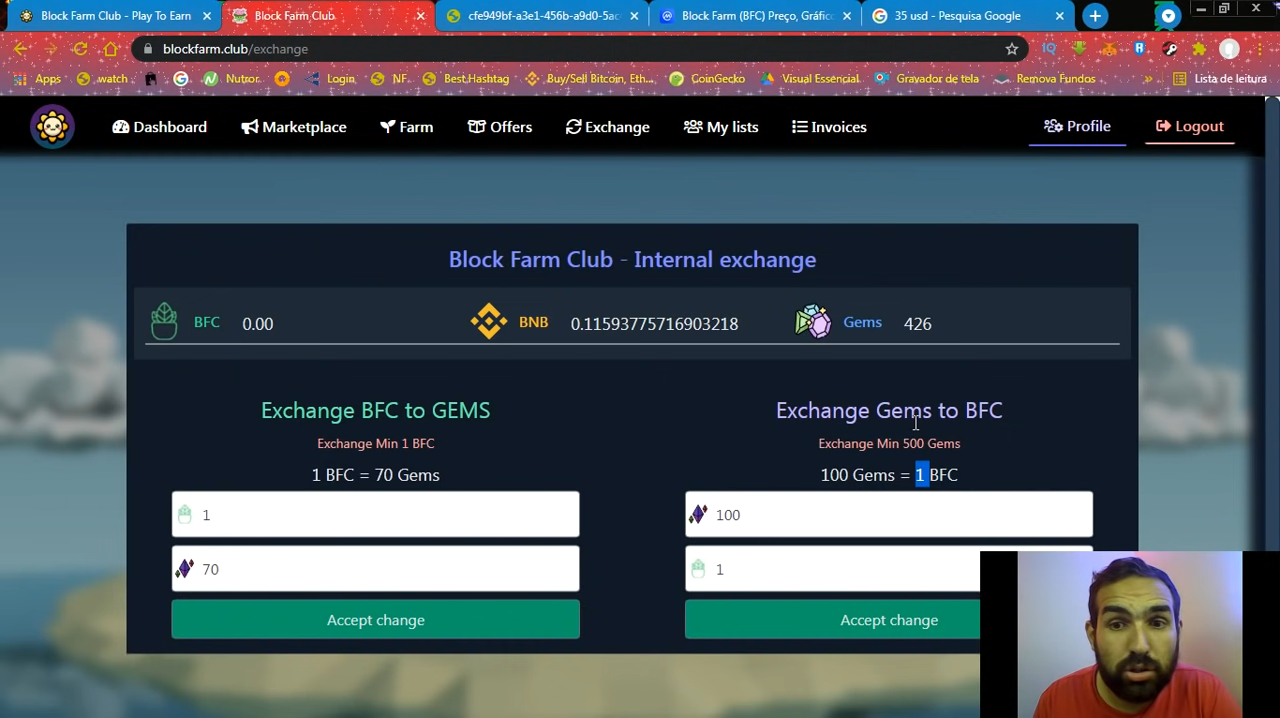 Block Farm Club - Play To Earn
Block Farm Club
cfe949bf-a3e1-456b-a9d0-5ac
Block Farm (BFC) Preço, Gráfic
35 usd - Pesquisa Google
blockfarm.club/exchange
Apps
watch
Nutror
Login
NF
Best.Hashtag
Buy/Sell Bitcoin, Eth...
CoinGecko
Visual Essencial
Gravador de tela
Remova Fundos
»
Lista de leitura
Dashboard
Marketplace
Farm
Offers
Exchange
My lists
Invoices
Profile
Logout
Block Farm Club - Internal exchange
BFC 0.00
BNB 0.11593775716903218
Gems 426
Exchange BFC to GEMS
Exchange Min 1 BFC
1 BFC = 70 Gems
1
70
Accept change
Exchange Gems to BFC
Exchange Min 500 Gems
100 Gems = 1 BFC
100
1
Accept change